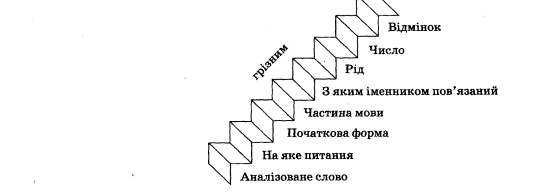 Відмінок
Число
грізним
Рід
З яким іменником пов'язаний
Частина мови
Початкова форма
На яке питання
Аналізоване слово